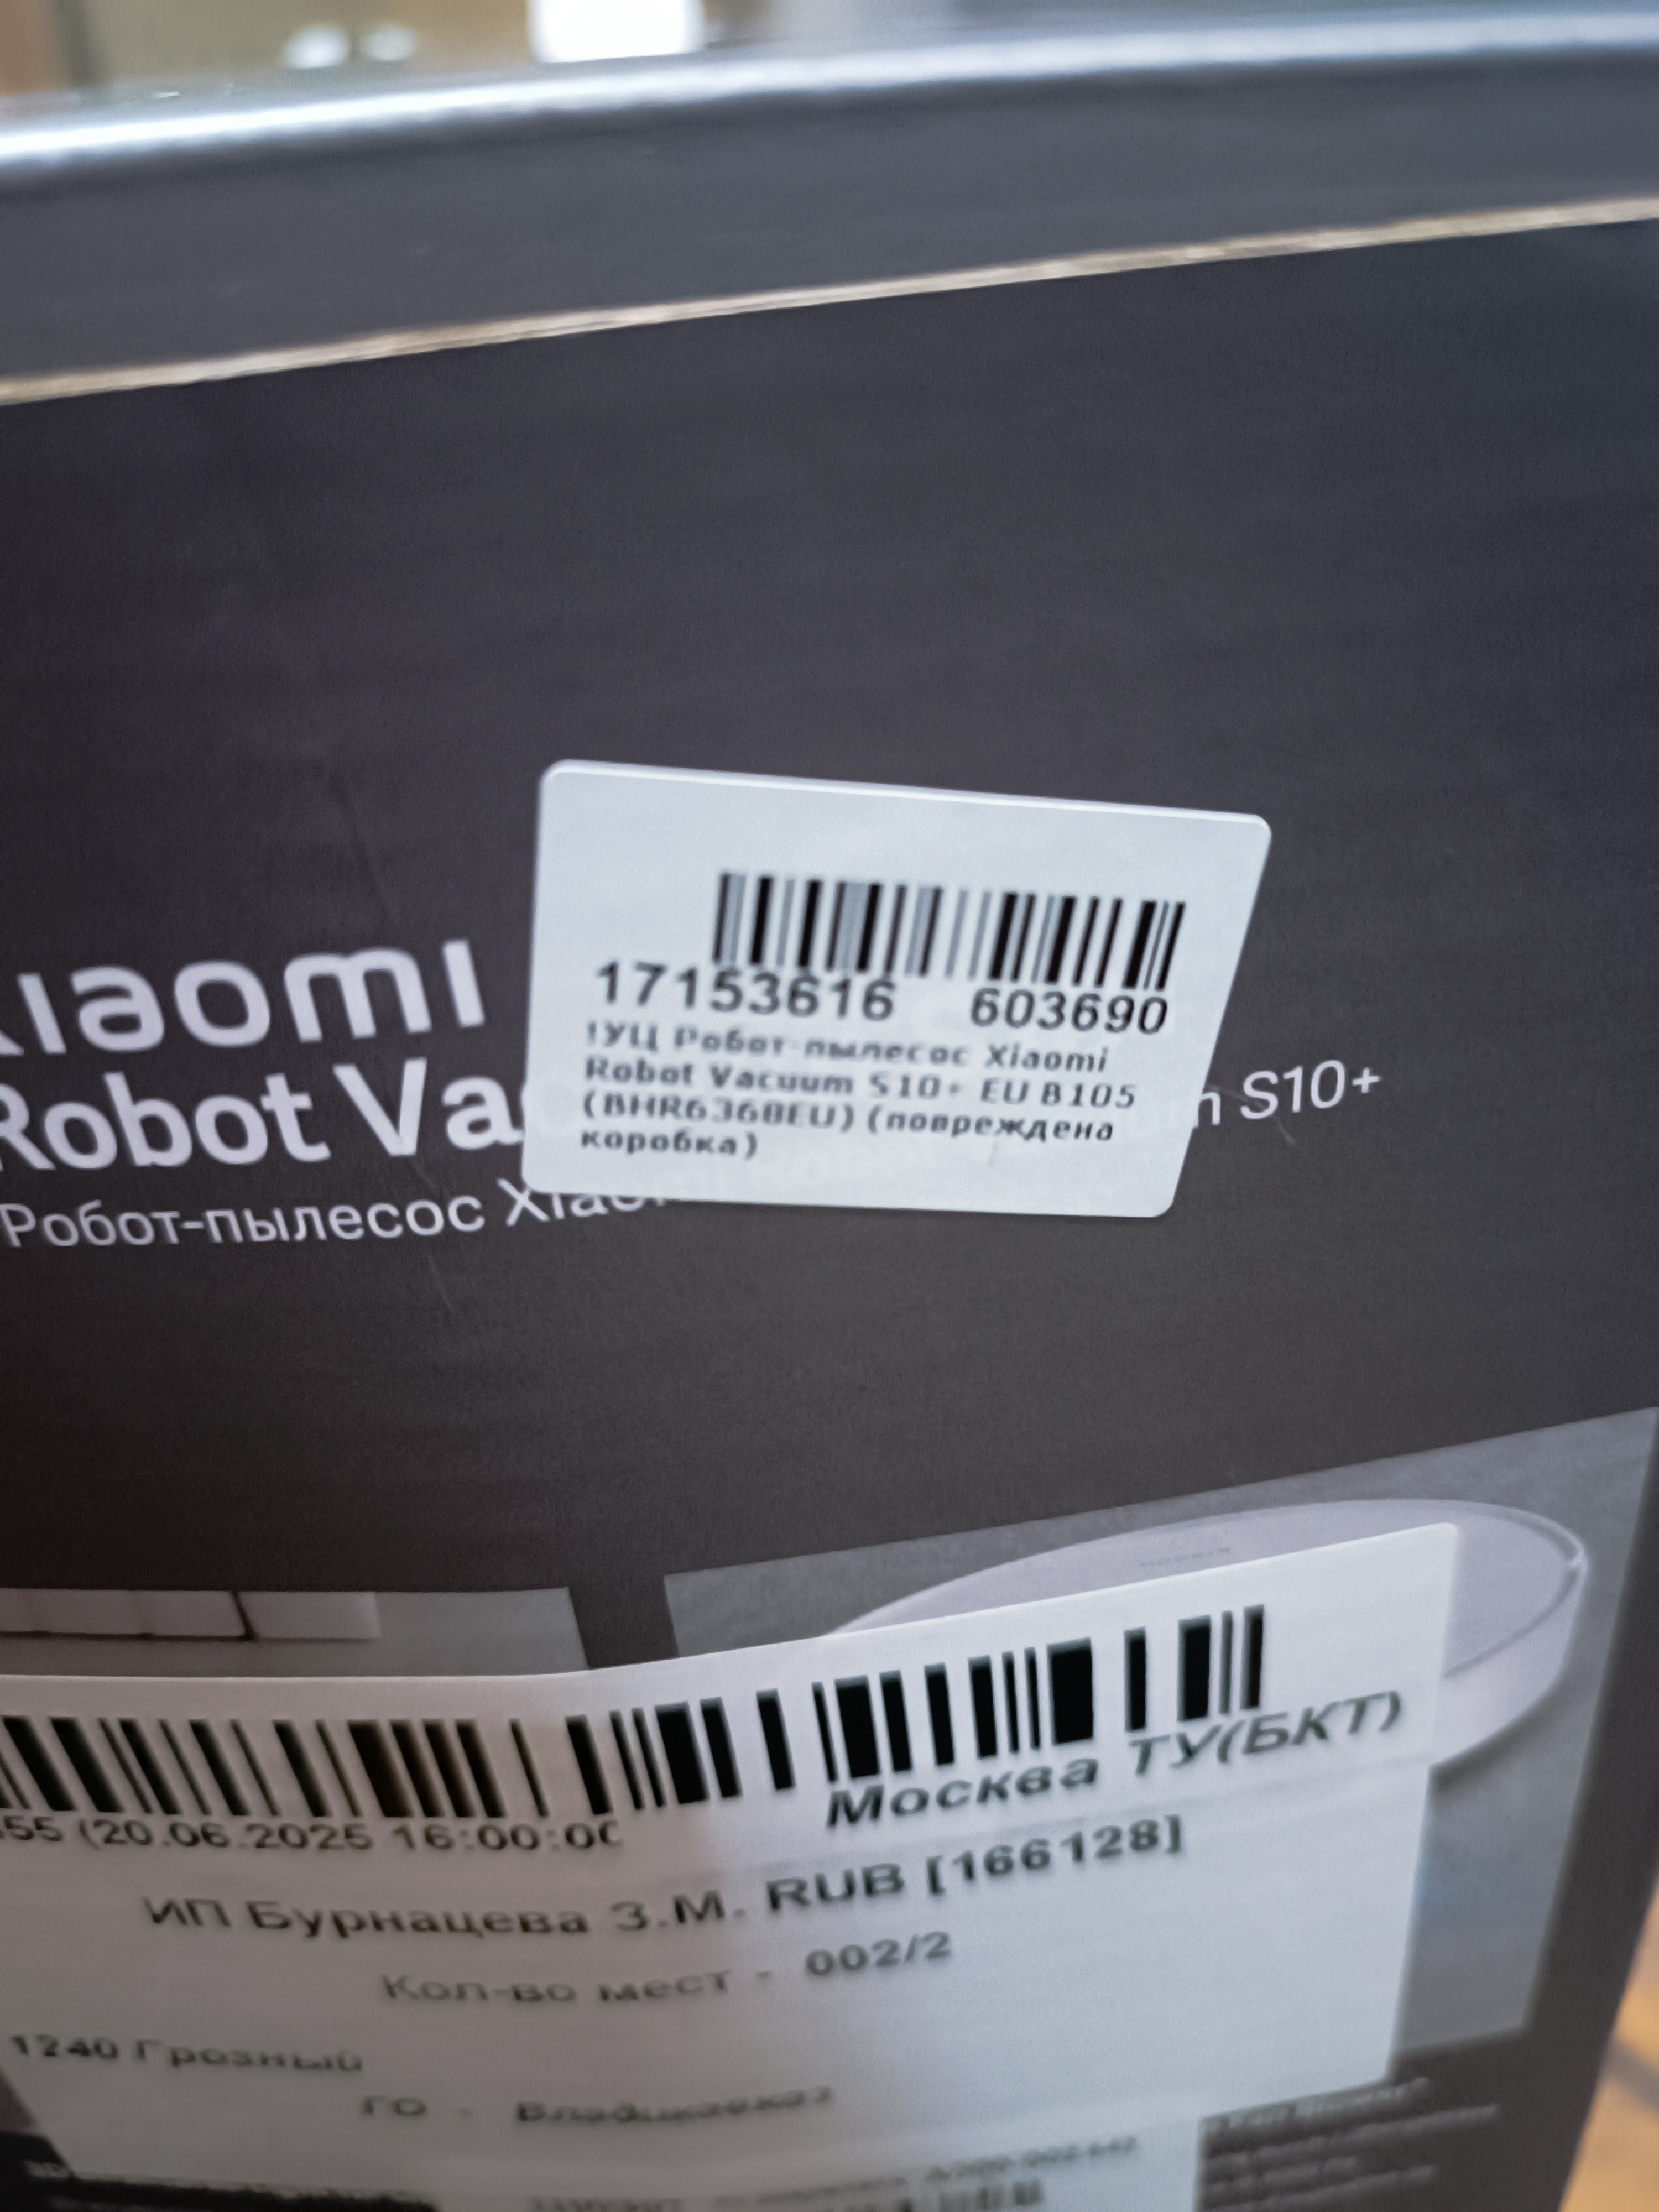 xiaomi
Robot Va
Робот-пылесос Xiaom
m S10+
17153616 603690
!УЦ Робот-пылесос Xiaomi
Robot Vacuum S10+ EU B105
(BHR6368EU) (повреждена
коробка)
55 (20.06.2025 16:00:00
Москва ТУ(БКТ)
ИП Бурнацева З.М. RUB [166128]
Кол-во мест - 002/2
1240 Грозный
ГО - Владикавказ